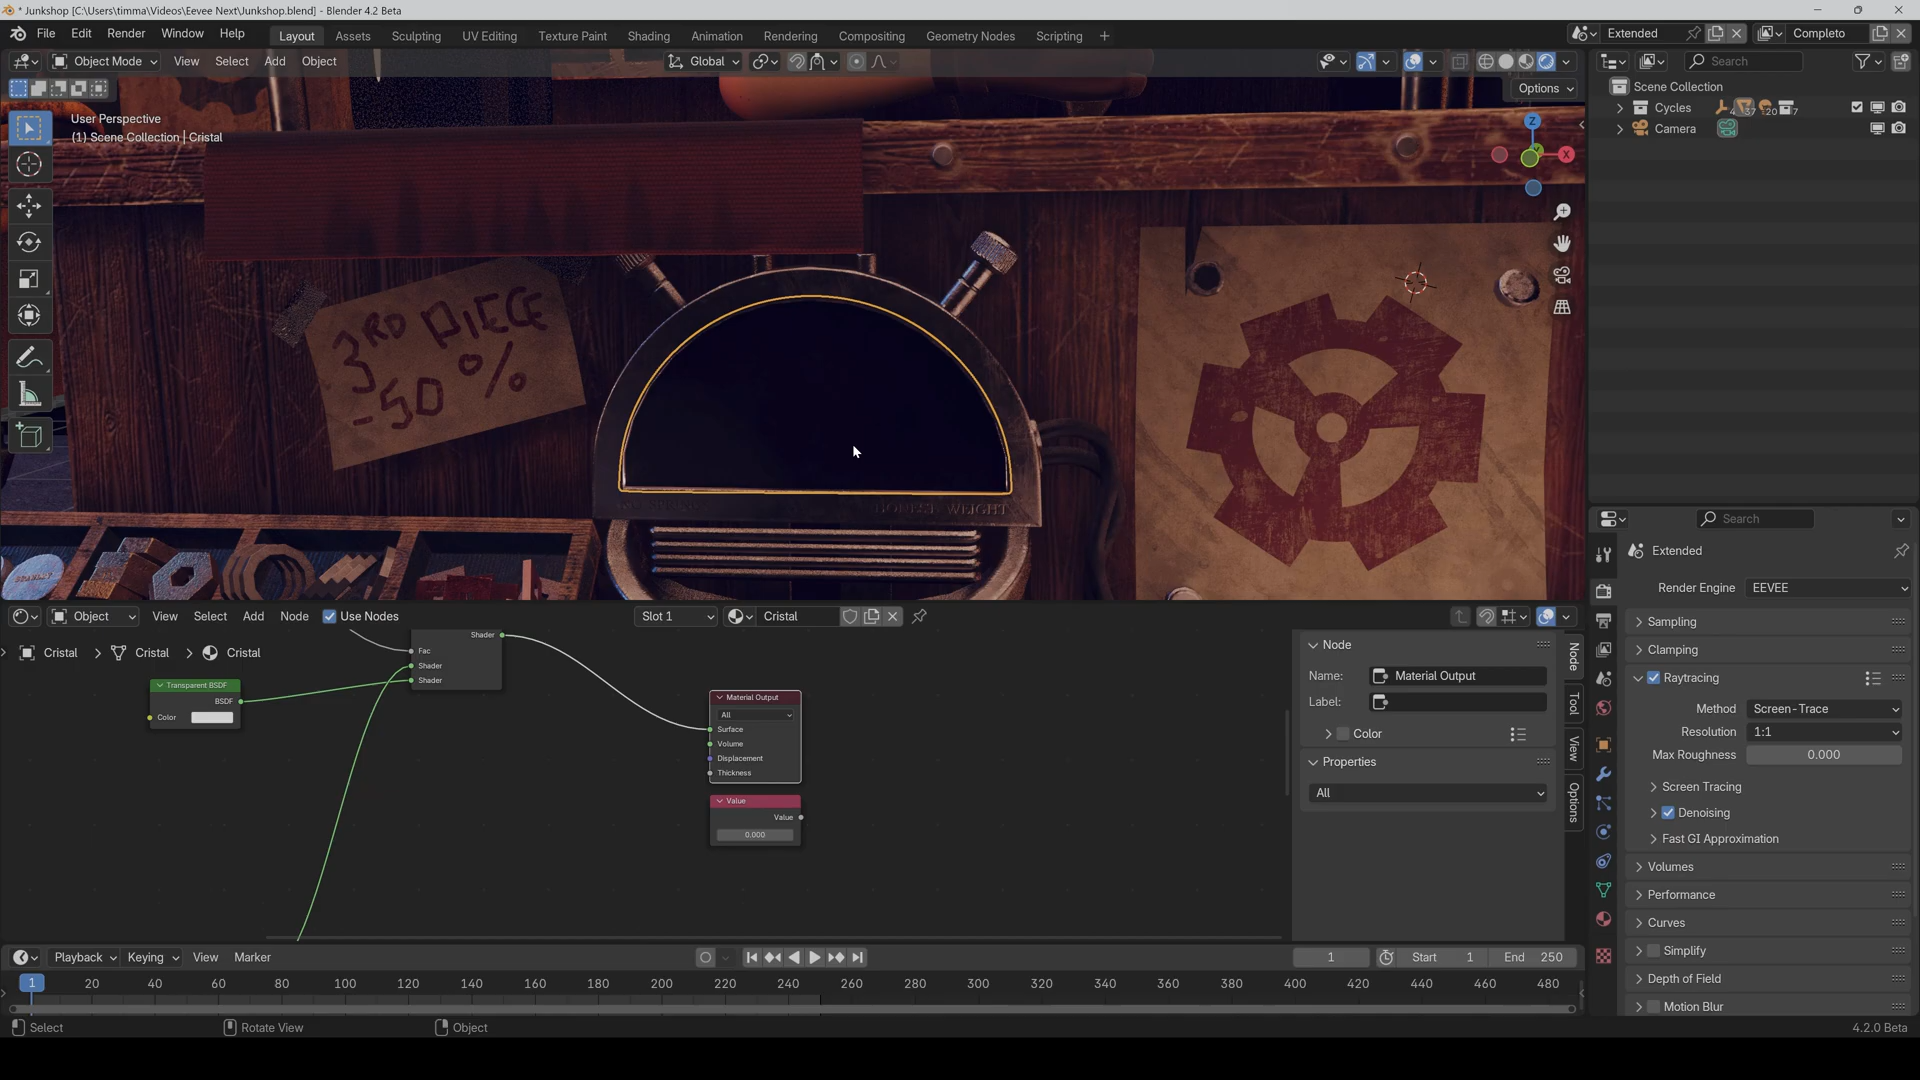 * Junkshop [C:\Users\timma\Videos\Eevee Next\Junkshop.blend] - Blender 4.2 Beta
File Edit Render Window Help Layout Assets Sculpting UV Editing Texture Paint Shading Animation Rendering Compositing Geometry Nodes Scripting + Extended Completo
Object Mode View Select Add Object Global Search
Options
User Perspective
(1) Scene Collection | Cristal
Z
X
Scene Collection
Cycles 4 37 20 7
Camera
3RD PIECE
-50 %
HONEST WEIGHT
Search
Extended
Render Engine EEVEE
Sampling
Clamping
Raytracing
Method Screen-Trace
Resolution 1:1
Max Roughness 0.000
Screen Tracing
Denoising
Fast GI Approximation
Volumes
Performance
Curves
Simplify
Depth of Field
Motion Blur
Object View Select Add Node Use Nodes Slot 1 Cristal
Cristal > Cristal > Cristal
Shader
Fac
Shader
Shader
Transparent BSDF
BSDF
Color
Material Output
All
Surface
Volume
Displacement
Thickness
Value
Value
0.000
Node
Name: Material Output
Label:
Color
Properties
All
Node
Tool
View
Options
Playback Keying View Marker 1 Start 1 End 250
1 20 40 60 80 100 120 140 160 180 200 220 240 260 280 300 320 340 360 380 400 420 440 460 480
Select Rotate View Object 4.2.0 Beta